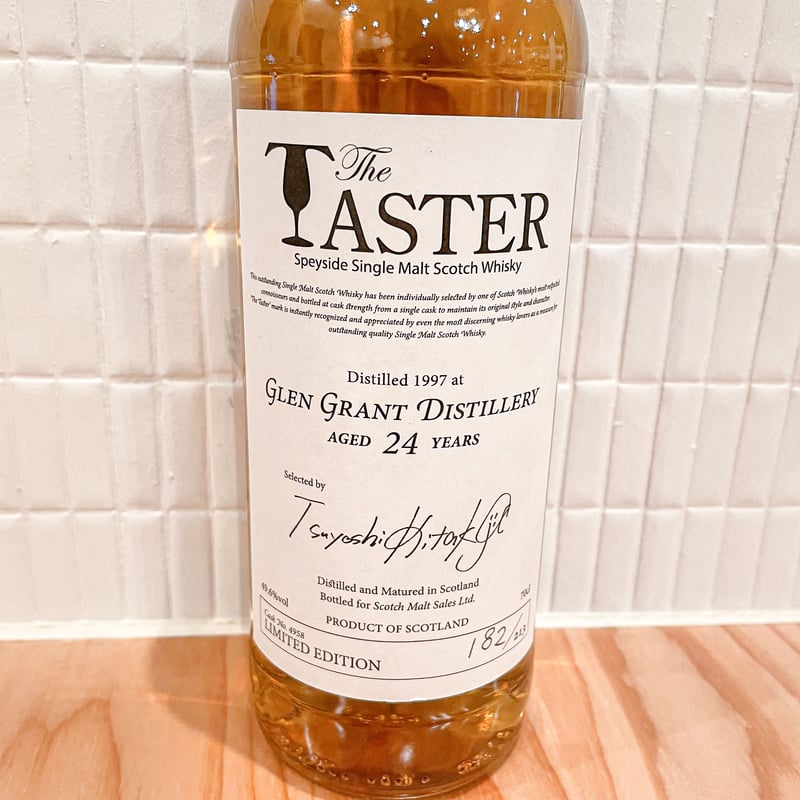 The
TASTER
Speyside Single Malt Scotch Whisky
This outstanding Single Malt Scotch Whisky has been individually selected by one of Scotch Whisky's most respected
connoisseurs and bottled at cask strength from a single cask to maintain its original style and character.
The 'Taster' mark is instantly recognized and appreciated by even the most discerning whisky lovers as a measure for
outstanding quality Single Malt Scotch Whisky.
Distilled 1997 at
GLEN GRANT DISTILLERY
AGED 24 YEARS
Selected by
Tsuyoshi
Distilled and Matured in Scotland
49.6%vol Bottled for Scotch Malt Sales Ltd. 70cl
PRODUCT OF SCOTLAND
Cask No. 4958
LIMITED EDITION 182/213